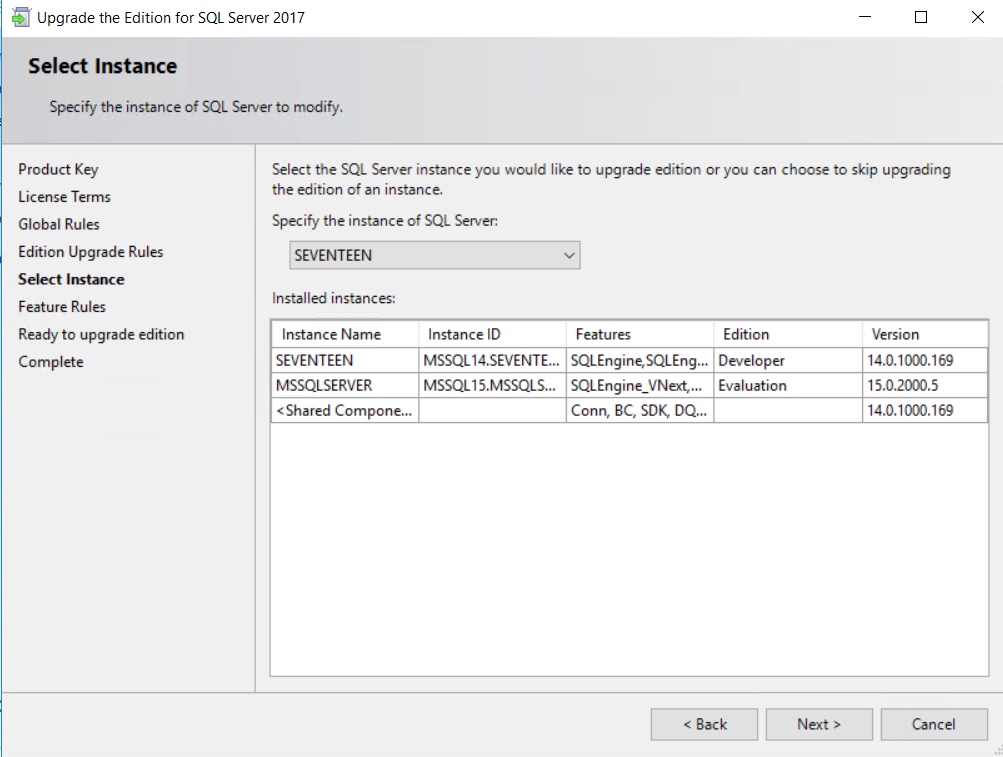 Upgrade the Edition for SQL Server 2017
Select Instance
Specify the instance of SQL Server to modify.
Product Key
License Terms
Global Rules
Edition Upgrade Rules
Select Instance
Feature Rules
Ready to upgrade edition
Complete
Select the SQL Server instance you would like to upgrade edition or you can choose to skip upgrading
the edition of an instance.
Specify the instance of SQL Server:
SEVENTEEN
Installed instances:
Instance Name Instance ID Features Edition Version
SEVENTEEN MSSQL14.SEVENTE... SQLEngine,SQLEng... Developer 14.0.1000.169
MSSQLSERVER MSSQL15.MSSQLS... SQLEngine_VNext,... Evaluation 15.0.2000.5
<Shared Compone... Conn, BC, SDK, DQ... 14.0.1000.169
< Back Next > Cancel